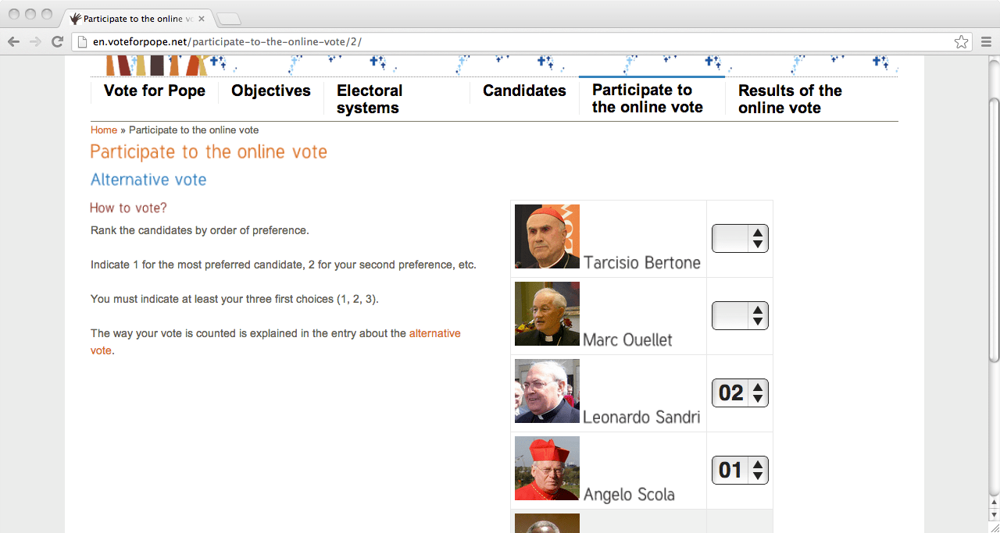 Participate to the online vo
en.voteforpope.net/participate-to-the-online-vote/2/
Vote for Pope
Objectives
Electoral
systems
Candidates
Participate to
the online vote
Results of the
online vote
Home » Participate to the online vote
Participate to the online vote
Alternative vote
How to vote?
Rank the candidates by order of preference.
Indicate 1 for the most preferred candidate, 2 for your second preference, etc.
You must indicate at least your three first choices (1, 2, 3).
The way your vote is counted is explained in the entry about the alternative
vote.
Tarcisio Bertone
Marc Ouellet
Leonardo Sandri
02
Angelo Scola
01